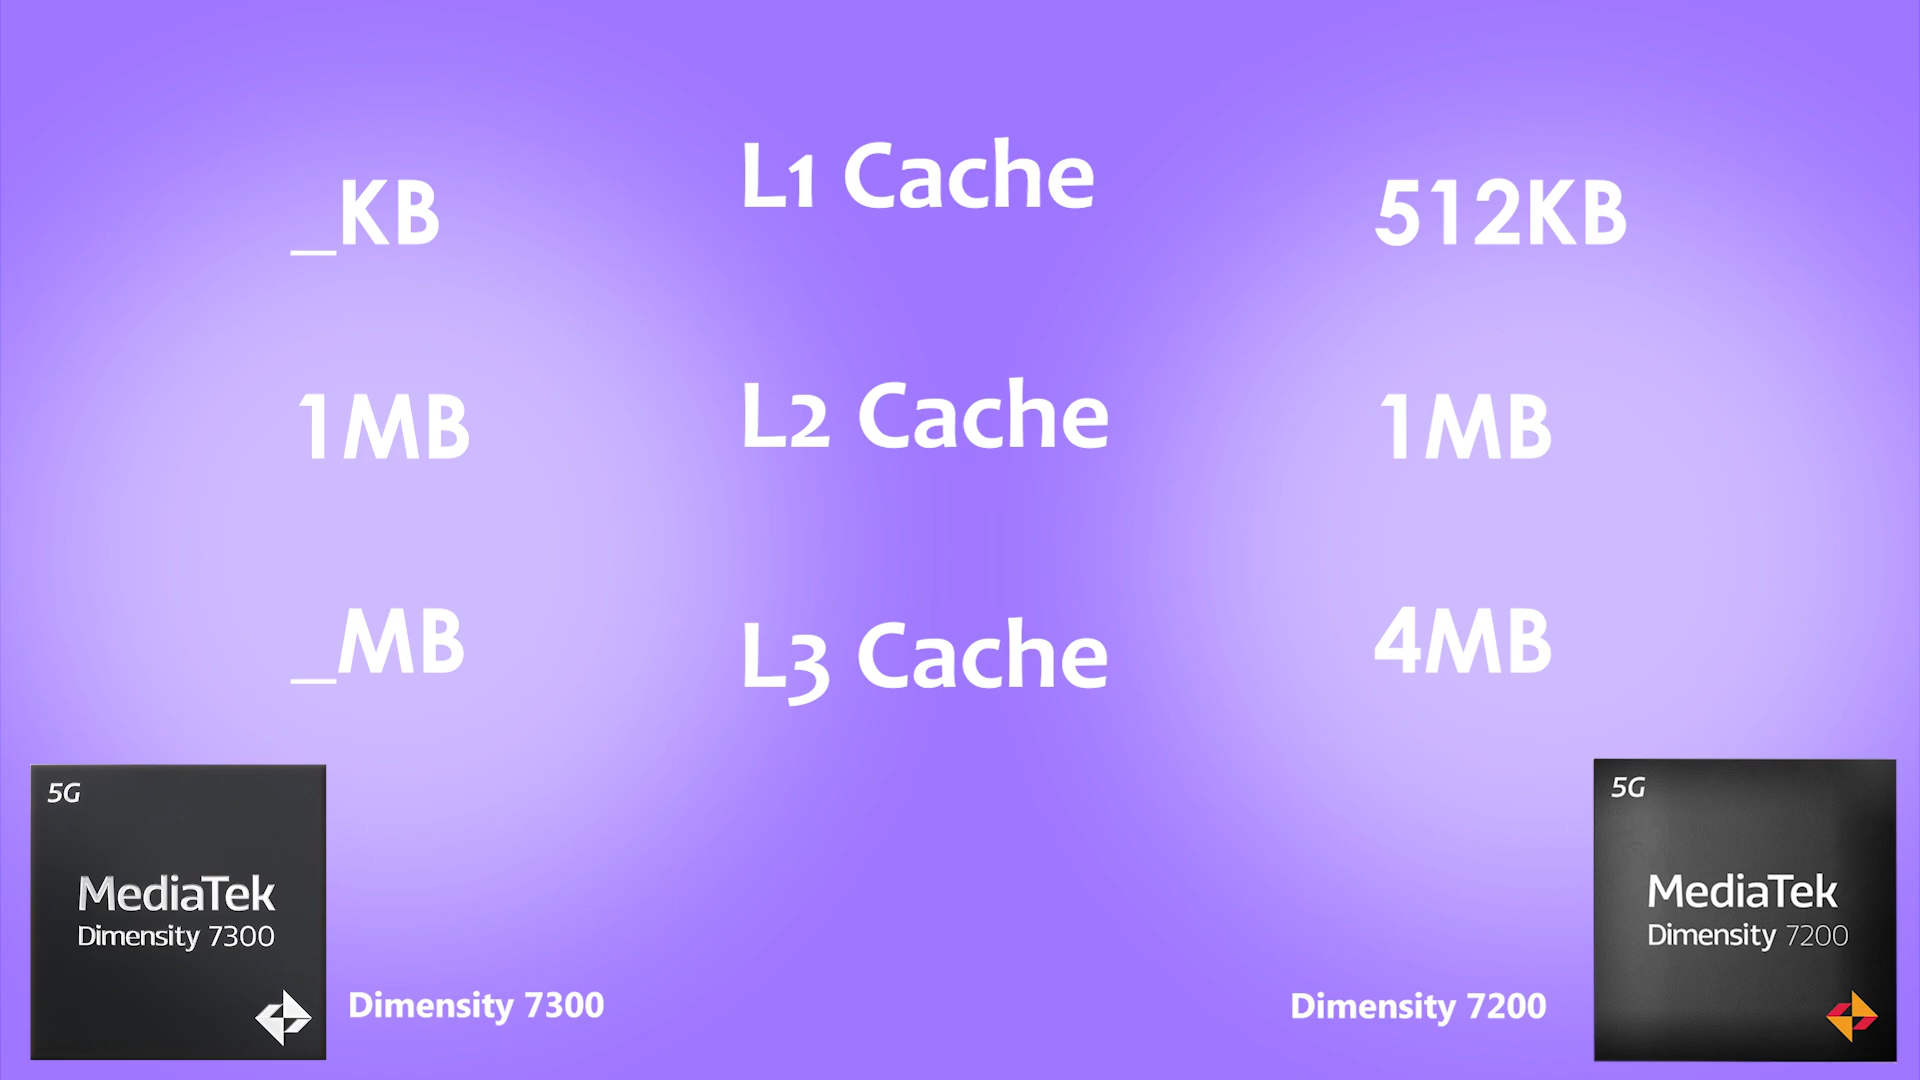 L1 Cache
_KB
512KB
L2 Cache
1MB
1MB
L3 Cache
_MB
4MB
5G
MediaTek
Dimensity 7300
Dimensity 7300
5G
MediaTek
Dimensity 7200
Dimensity 7200